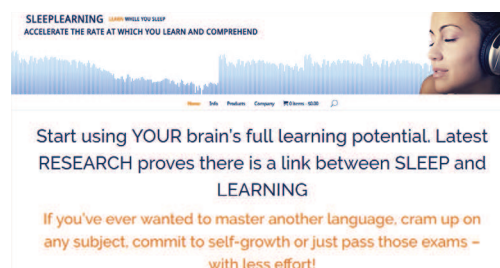 SLEEPLEARNING LEARN WHILE YOU SLEEP
ACCELERATE THE RATE AT WHICH YOU LEARN AND COMPREHEND
Home Info Products Company 0 items - £0.00
Start using YOUR brain's full learning potential. Latest
RESEARCH proves there is a link between SLEEP and
LEARNING
If you've ever wanted to master another language, cram up on
any subject, commit to self-growth or just pass those exams –
with less effort!